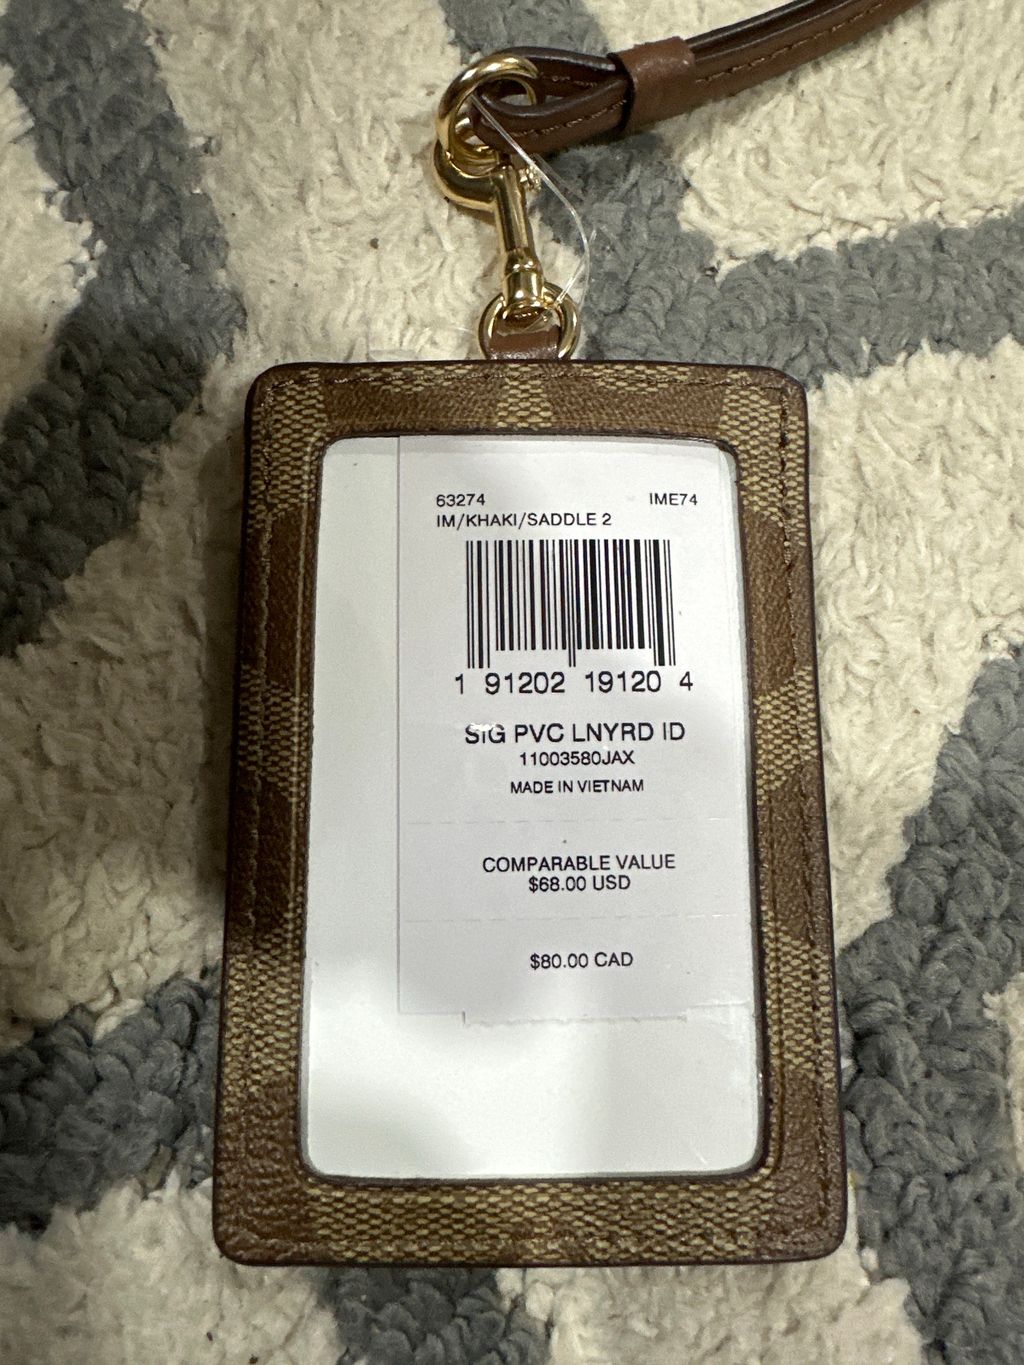 63274 IME74
IM/KHAKI/SADDLE 2
1 91202 19120 4
SIG PVC LNYRD ID
11003580JAX
MADE IN VIETNAM
COMPARABLE VALUE
$68.00 USD
$80.00 CAD